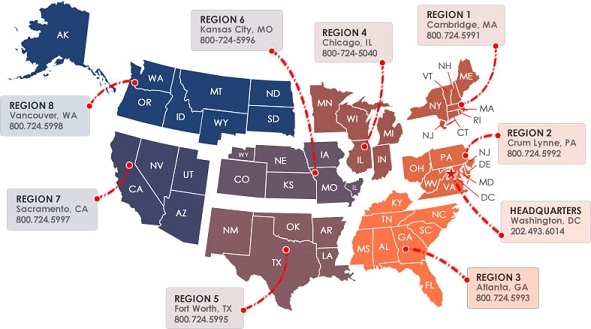 REGION 1
Cambridge, MA
800.724.5991
REGION 6
Kansas City, MO
800-724-5996
REGION 4
Chicago, IL
800-724-5040
AK
REGION 8
Vancouver, WA
800.724.5998
WA
OR
ID
MT
WY
ND
SD
MN
WI
MI
IL
IN
VT
NH
ME
NY
MA
RI
CT
NJ
REGION 2
Crum Lynne, PA
800.724.5992
PA
NJ
DE
OH
WV
VA
MD
DC
REGION 7
Sacramento, CA
800.724.5997
CA
NV
UT
AZ
WY
NE
IA
CO
KS
MO
IL
HEADQUARTERS
Washington, DC
202.493.6014
KY
TN
NC
SC
MS
AL
GA
FL
NM
OK
AR
TX
LA
REGION 3
Atlanta, GA
800.724.5993
REGION 5
Fort Worth, TX
800.724.5995